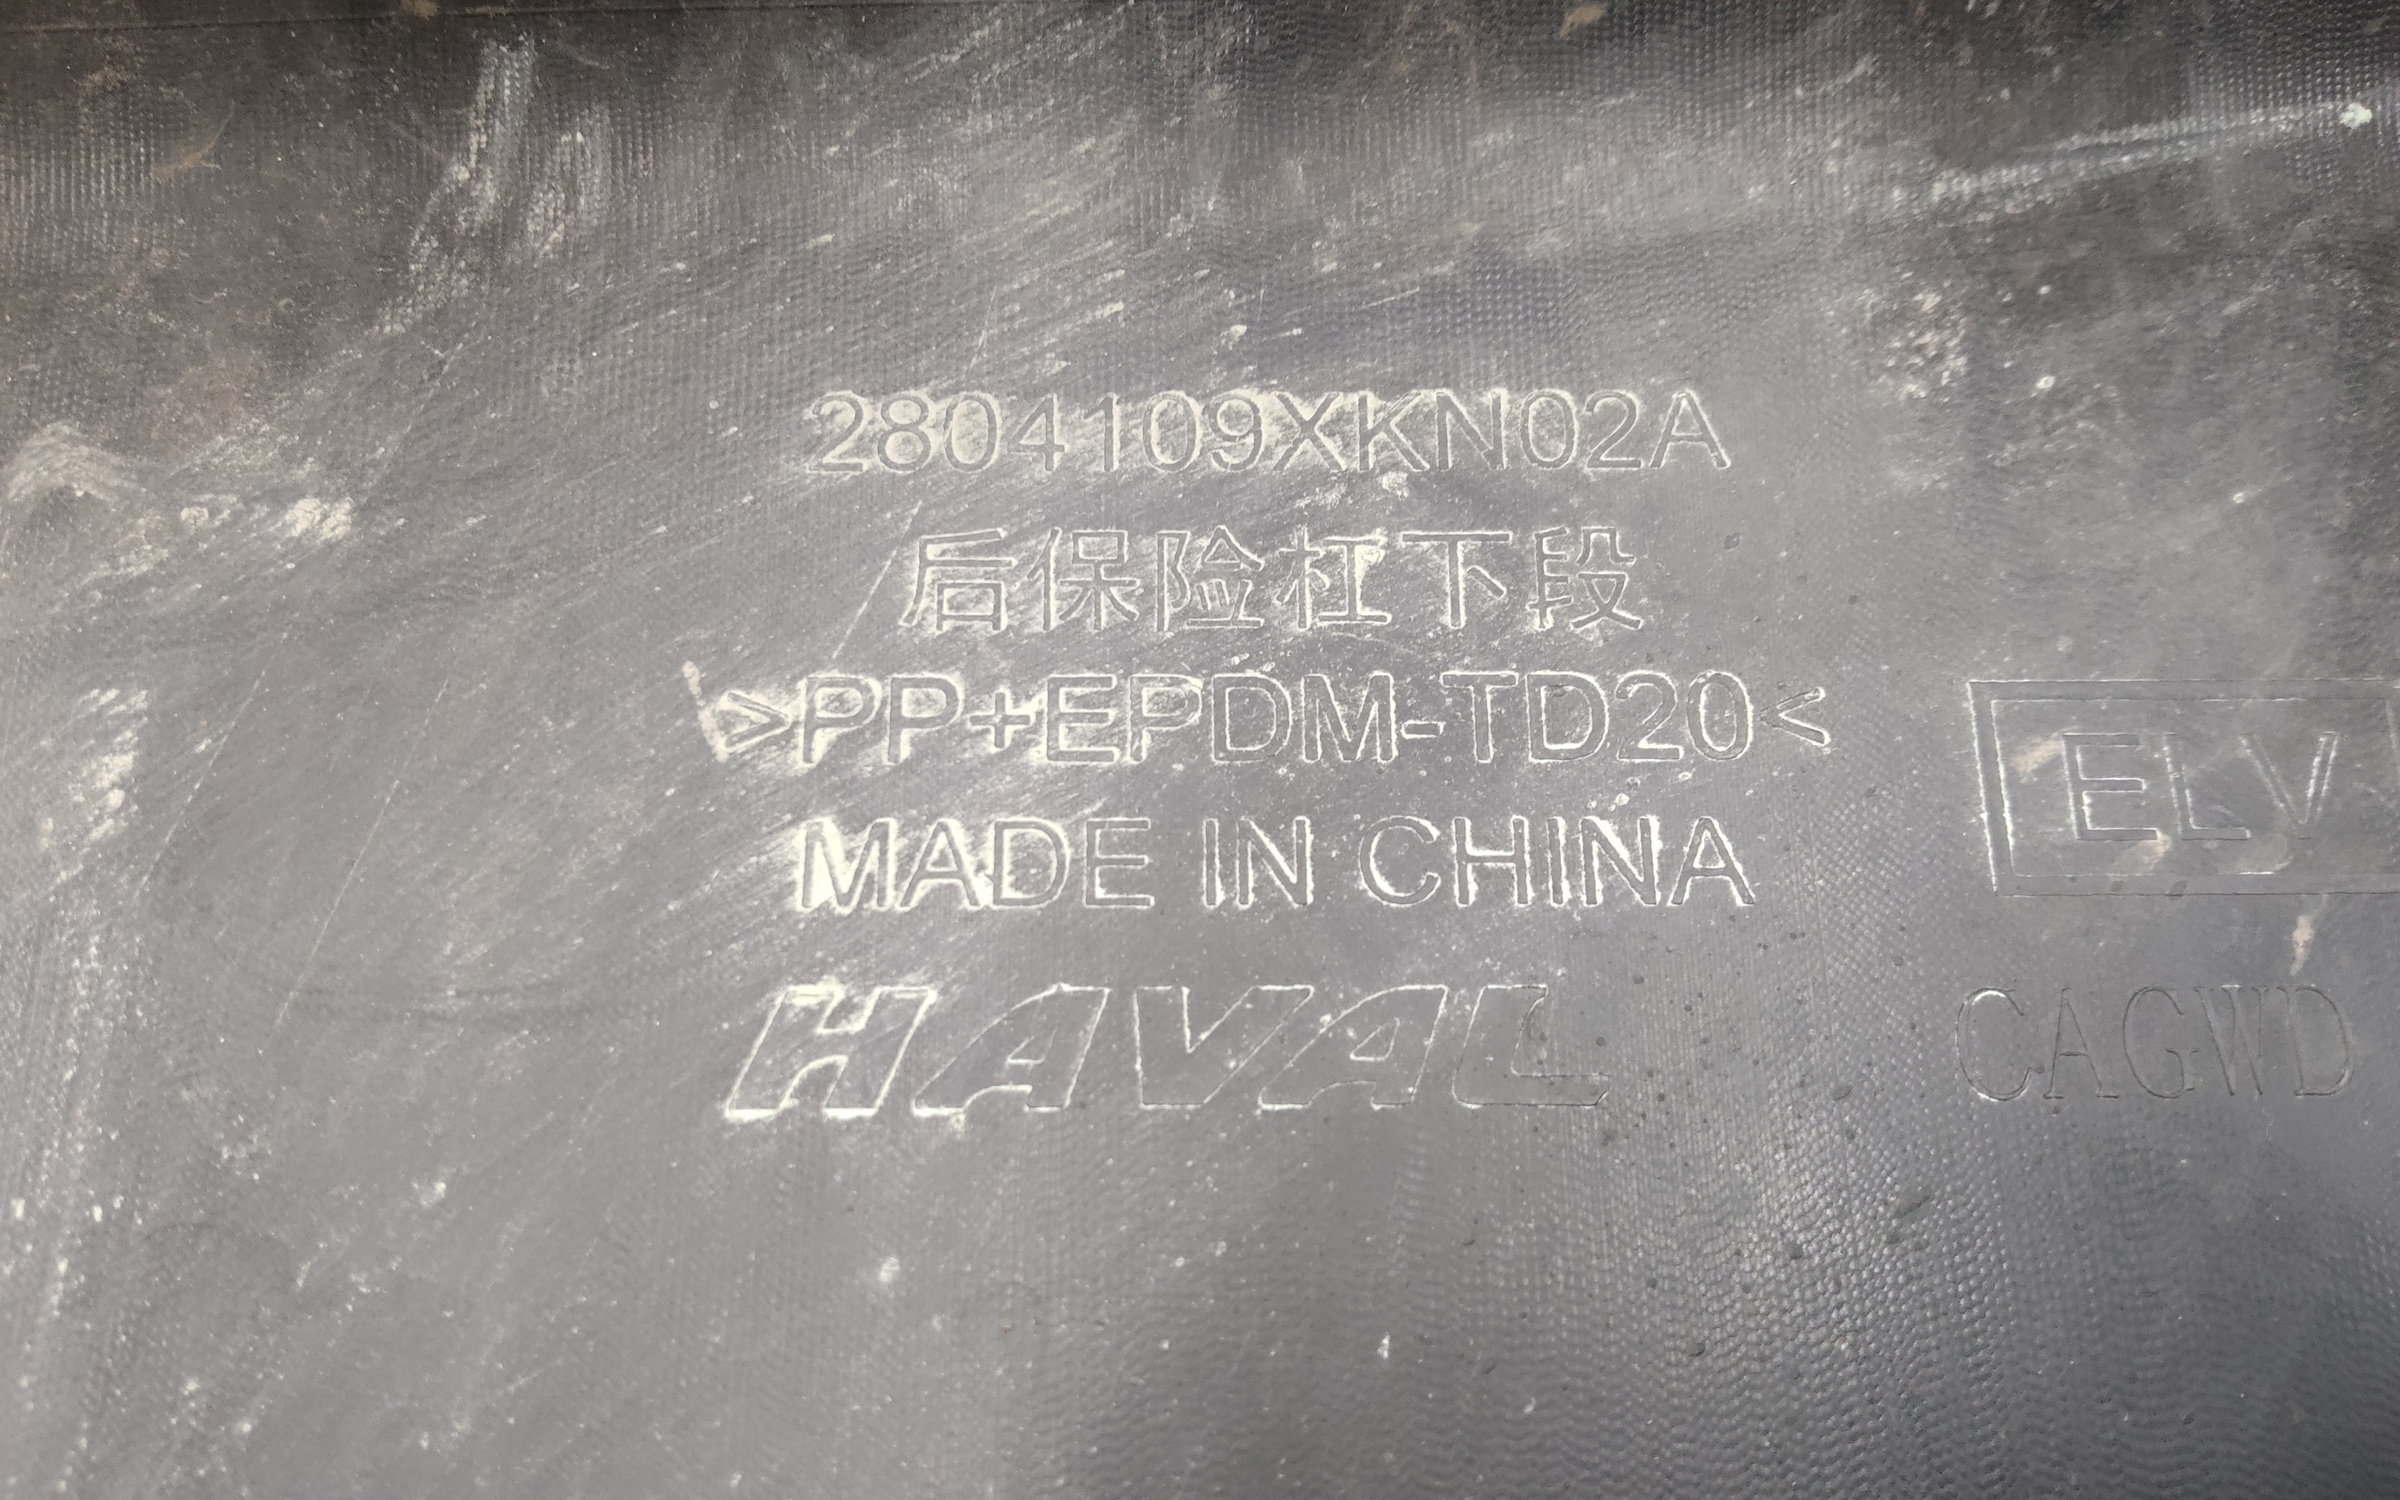 2804109XKN02A
后保险杠下段
>PP+EPDM-TD20<
MADE IN CHINA
HAVAL
ELV
CAGWD